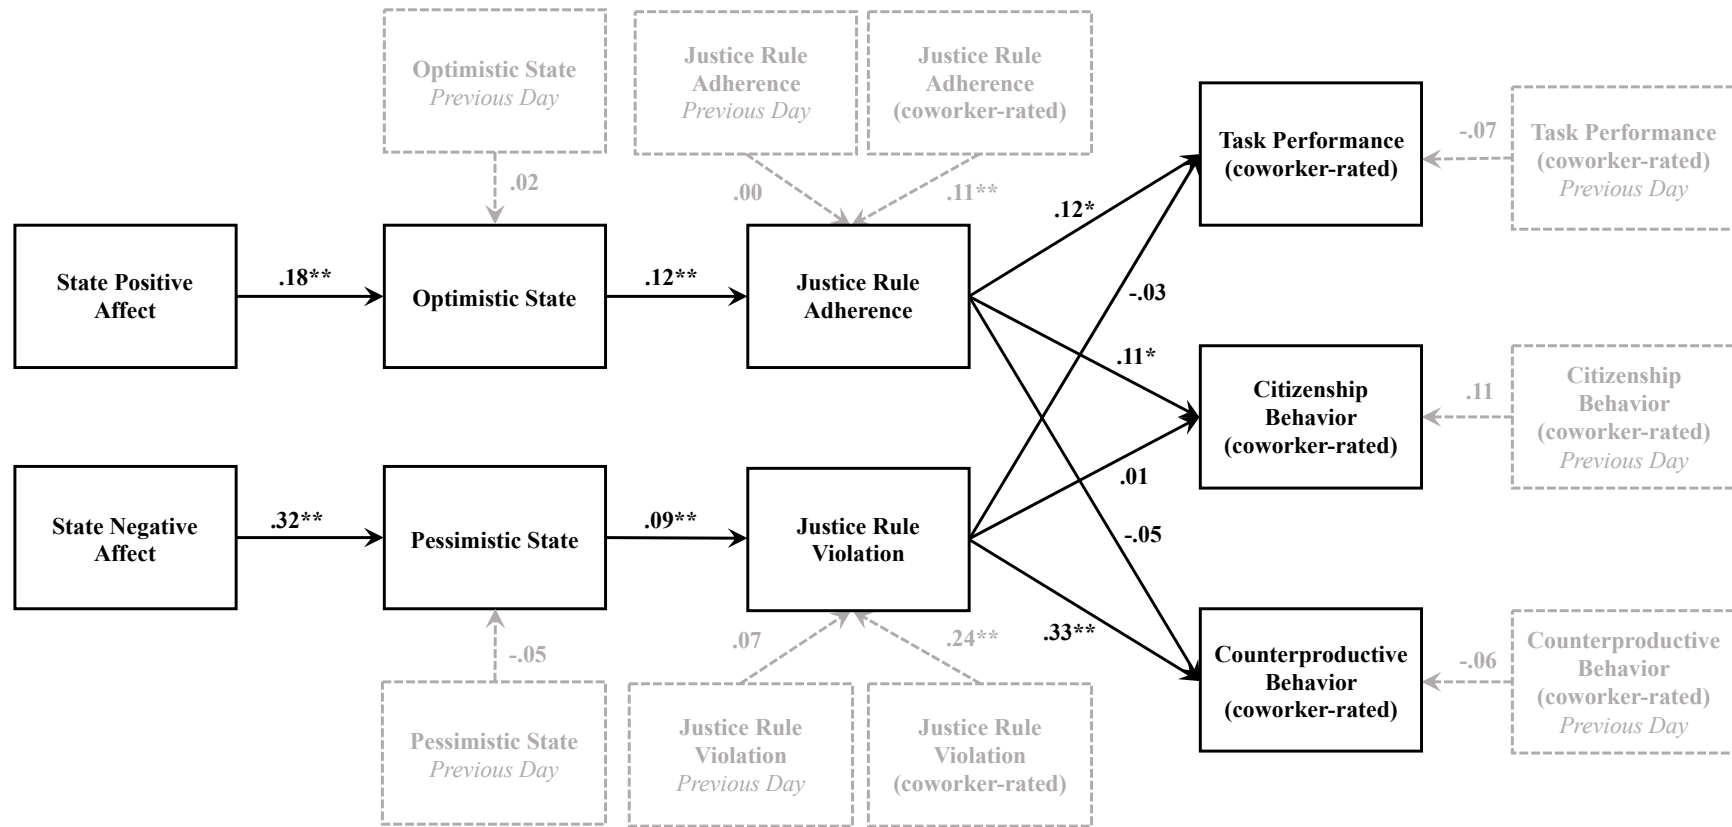 Optimistic State
Previous Day
Justice Rule
Adherence
Previous Day
Justice Rule
Adherence
(coworker-rated)
Task Performance
(coworker-rated)
-.07
Task Performance
(coworker-rated)
Previous Day
.02
.00
.11**
State Positive
Affect
.18**
Optimistic State
.12**
Justice Rule
Adherence
.12*
-.03
.11*
Citizenship
Behavior
(coworker-rated)
.11
Citizenship
Behavior
(coworker-rated)
Previous Day
State Negative
Affect
.32**
Pessimistic State
.09**
Justice Rule
Violation
.01
-.05
.33**
Counterproductive
Behavior
(coworker-rated)
-.06
Counterproductive
Behavior
(coworker-rated)
Previous Day
-.05
.07
.24**
Pessimistic State
Previous Day
Justice Rule
Violation
Previous Day
Justice Rule
Violation
(coworker-rated)